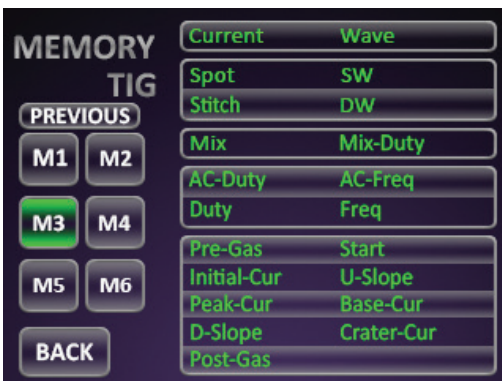 MEMORY
TIG
PREVIOUS
M1 M2
M3 M4
M5 M6
BACK
Current Wave
Spot SW
Stitch DW
Mix Mix-Duty
AC-Duty AC-Freq
Duty Freq
Pre-Gas Start
Initial-Cur U-Slope
Peak-Cur Base-Cur
D-Slope Crater-Cur
Post-Gas